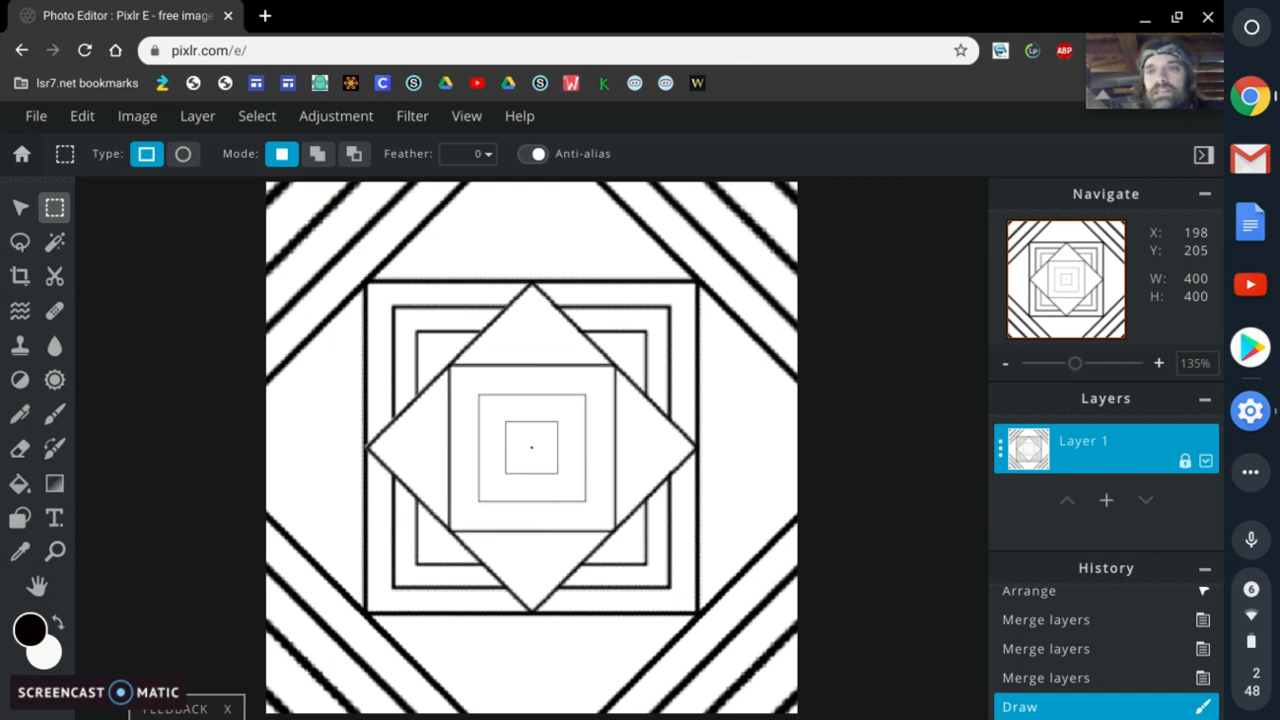 Photo Editor : Pixlr E - free imag
pixlr.com/e/
ABP
lsr7.net bookmarks
File Edit Image Layer Select Adjustment Filter View Help
Type: Mode: Feather: 0 Anti-alias
Navigate
X: 198
Y: 205
W: 400
H: 400
135%
Layers
Layer 1
History
Arrange
Merge layers
Merge layers
Merge layers
Draw
SCREENCAST MATIC
FEEDBACK X
6
2
48